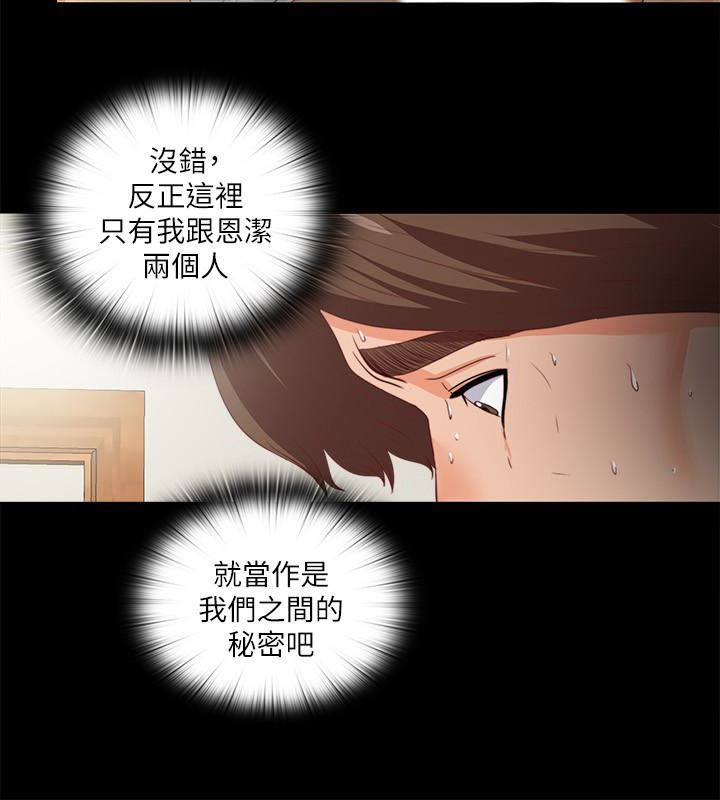 沒錯，
反正這裡
只有我跟恩潔
兩個人
就當作是
我們之間的
秘密吧